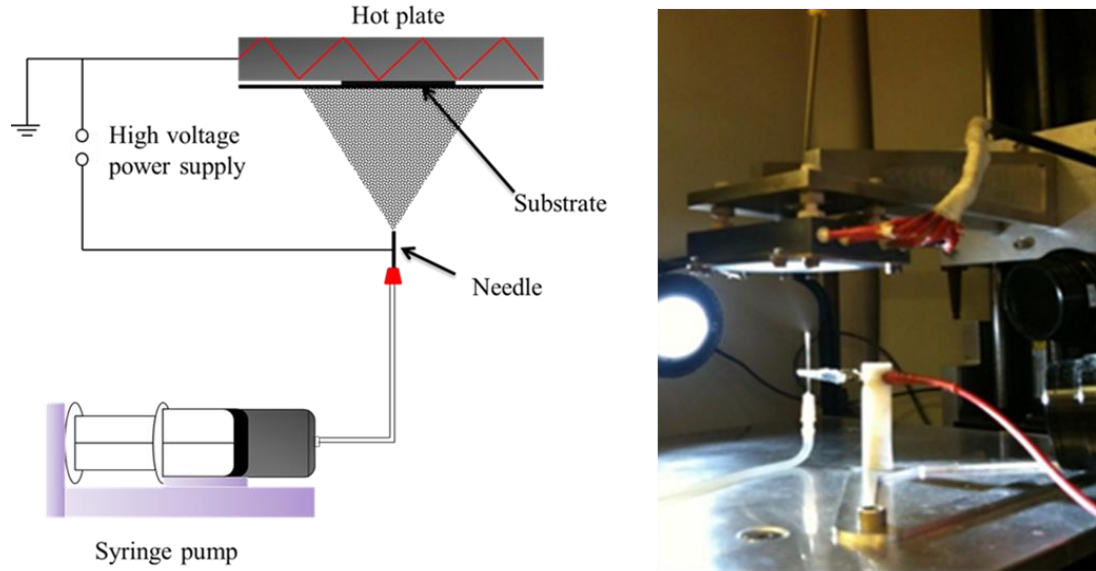 Hot plate
High voltage
power supply
Substrate
Needle
Syringe pump